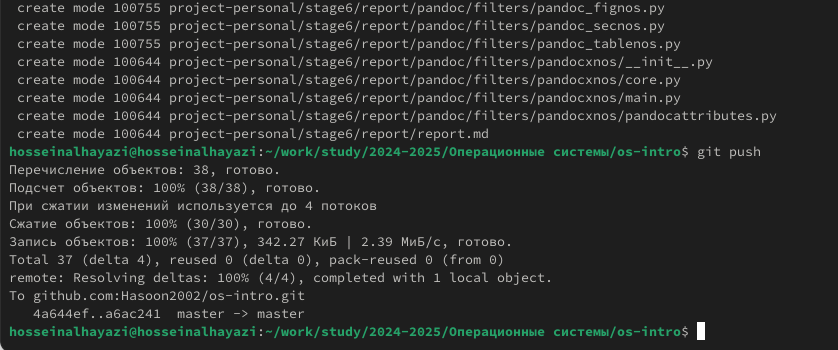 create mode 100755 project-personal/stage6/report/pandoc/filters/pandoc_fignos.py
create mode 100755 project-personal/stage6/report/pandoc/filters/pandoc_secnos.py
create mode 100755 project-personal/stage6/report/pandoc/filters/pandoc_tablenos.py
create mode 100644 project-personal/stage6/report/pandoc/filters/pandocxnos/__init__.py
create mode 100644 project-personal/stage6/report/pandoc/filters/pandocxnos/core.py
create mode 100644 project-personal/stage6/report/pandoc/filters/pandocxnos/main.py
create mode 100644 project-personal/stage6/report/pandoc/filters/pandocxnos/pandocattributes.py
create mode 100644 project-personal/stage6/report/report.md
hosseinalhayazi@hosseinalhayazi:~/work/study/2024-2025/Операционные системы/os-intro$ git push
Перечисление объектов: 38, готово.
Подсчет объектов: 100% (38/38), готово.
При сжатии изменений используется до 4 потоков
Сжатие объектов: 100% (30/30), готово.
Запись объектов: 100% (37/37), 342.27 КиБ | 2.39 МиБ/с, готово.
Total 37 (delta 4), reused 0 (delta 0), pack-reused 0 (from 0)
remote: Resolving deltas: 100% (4/4), completed with 1 local object.
To github.com:Hasoon2002/os-intro.git
4a644ef..a6ac241  master -> master
hosseinalhayazi@hosseinalhayazi:~/work/study/2024-2025/Операционные системы/os-intro$